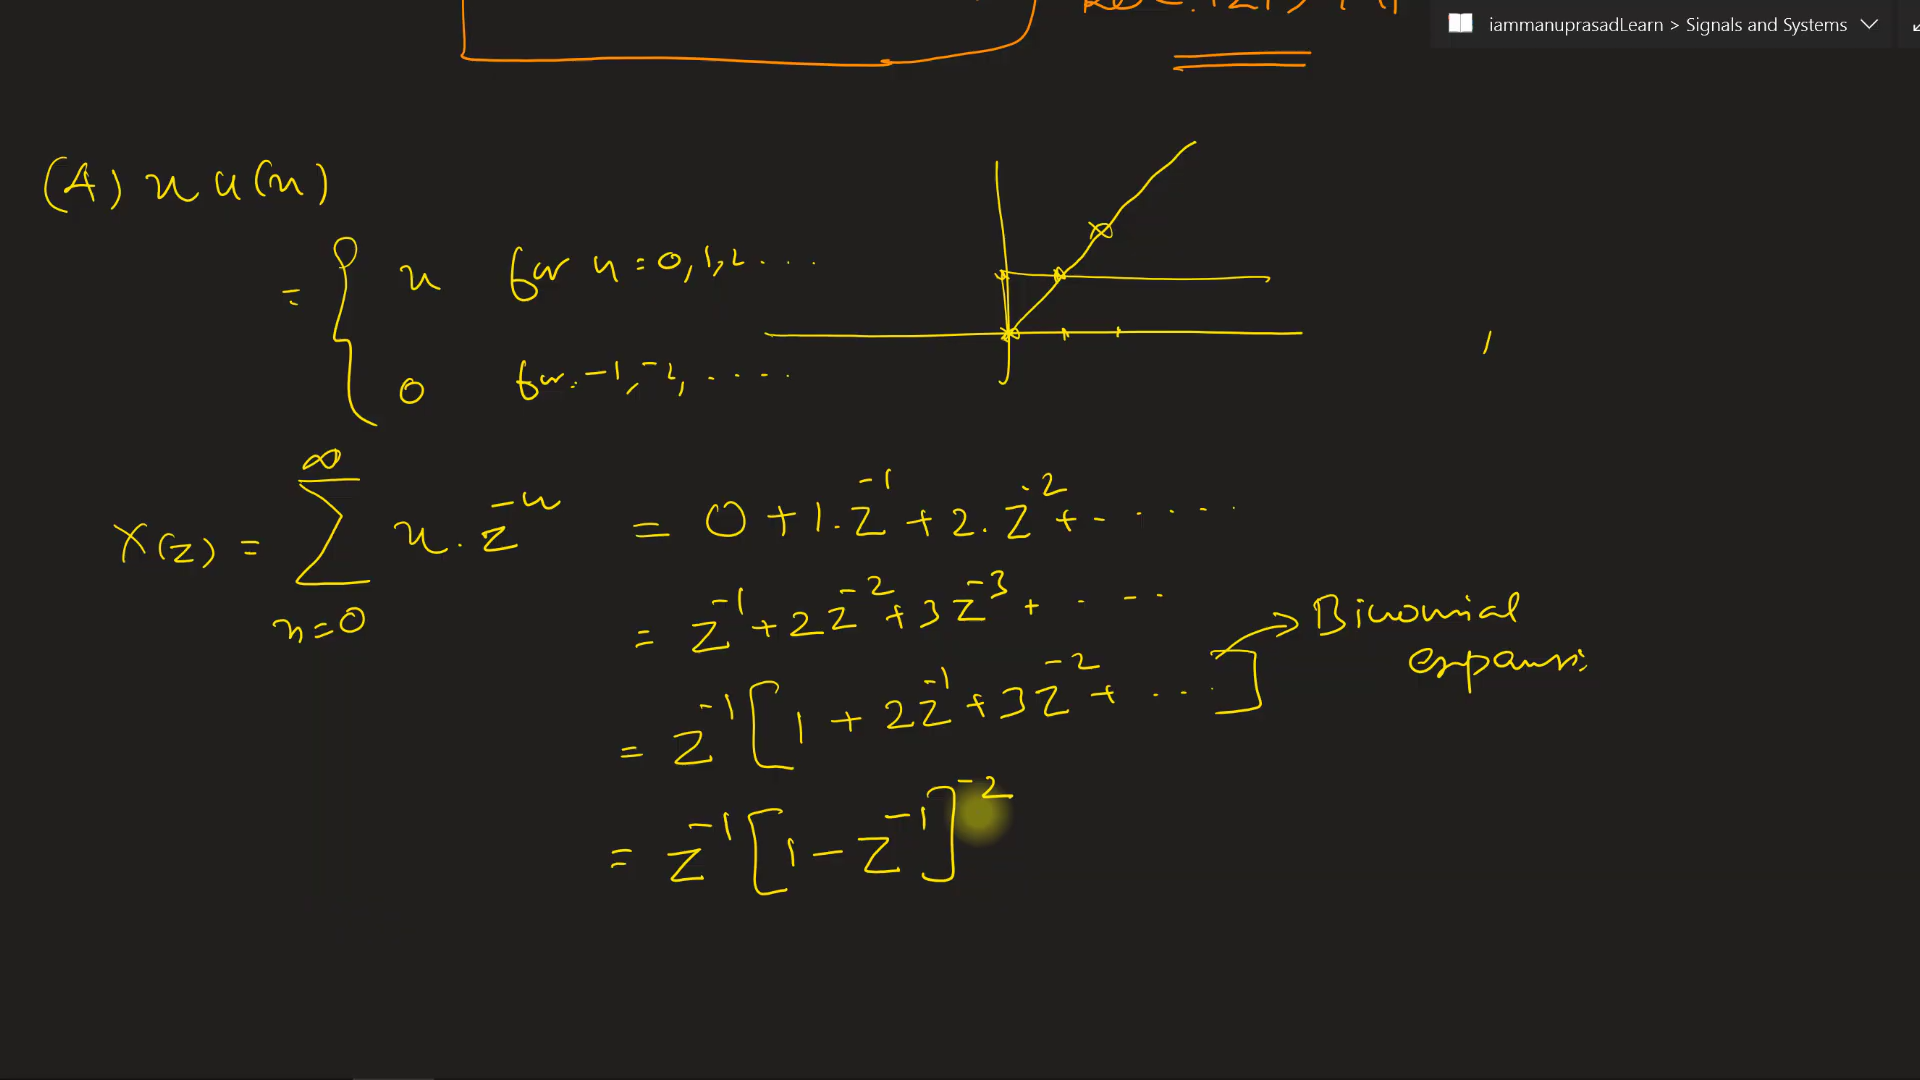 iammanuprasadLearn > Signals and Systems
(A) n u(n)
= { n for n = 0, 1, 2 ....
0 for -1, -2, .....
X(z) = ∑_{n=0}^{∞} n . z^{-n} = 0 + 1.z^{-1} + 2.z^{-2} + - .....
= z^{-1} + 2z^{-2} + 3z^{-3} + ....
= z^{-1} [1 + 2z^{-1} + 3z^{-2} + ...] → Binomial
expansi
= z^{-1} [1 - z^{-1}]^{-2}